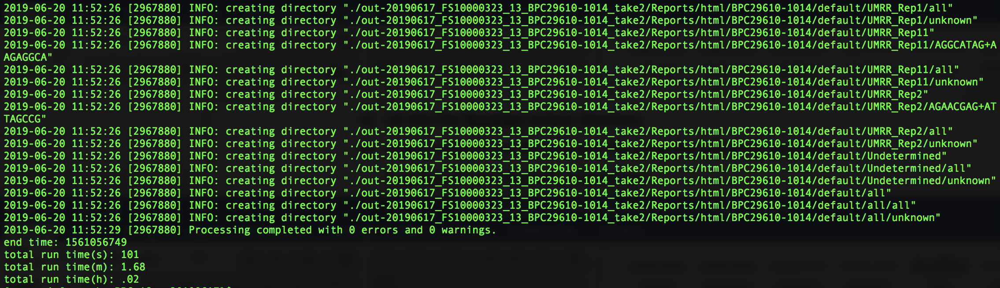 2019-06-20 11:52:26 [2967880] INFO: creating directory "./out-20190617_FS10000323_13_BPC29610-1014_take2/Reports/html/BPC29610-1014/default/UMRR_Rep1/all"
2019-06-20 11:52:26 [2967880] INFO: creating directory "./out-20190617_FS10000323_13_BPC29610-1014_take2/Reports/html/BPC29610-1014/default/UMRR_Rep1/unknown"
2019-06-20 11:52:26 [2967880] INFO: creating directory "./out-20190617_FS10000323_13_BPC29610-1014_take2/Reports/html/BPC29610-1014/default/UMRR_Rep11"
2019-06-20 11:52:26 [2967880] INFO: creating directory "./out-20190617_FS10000323_13_BPC29610-1014_take2/Reports/html/BPC29610-1014/default/UMRR_Rep11/AGGCATAG+A
AGAGGCA"
2019-06-20 11:52:26 [2967880] INFO: creating directory "./out-20190617_FS10000323_13_BPC29610-1014_take2/Reports/html/BPC29610-1014/default/UMRR_Rep11/all"
2019-06-20 11:52:26 [2967880] INFO: creating directory "./out-20190617_FS10000323_13_BPC29610-1014_take2/Reports/html/BPC29610-1014/default/UMRR_Rep11/unknown"
2019-06-20 11:52:26 [2967880] INFO: creating directory "./out-20190617_FS10000323_13_BPC29610-1014_take2/Reports/html/BPC29610-1014/default/UMRR_Rep2"
2019-06-20 11:52:26 [2967880] INFO: creating directory "./out-20190617_FS10000323_13_BPC29610-1014_take2/Reports/html/BPC29610-1014/default/UMRR_Rep2/AGAACGAG+AT
TAGCCG"
2019-06-20 11:52:26 [2967880] INFO: creating directory "./out-20190617_FS10000323_13_BPC29610-1014_take2/Reports/html/BPC29610-1014/default/UMRR_Rep2/all"
2019-06-20 11:52:26 [2967880] INFO: creating directory "./out-20190617_FS10000323_13_BPC29610-1014_take2/Reports/html/BPC29610-1014/default/UMRR_Rep2/unknown"
2019-06-20 11:52:26 [2967880] INFO: creating directory "./out-20190617_FS10000323_13_BPC29610-1014_take2/Reports/html/BPC29610-1014/default/Undetermined"
2019-06-20 11:52:26 [2967880] INFO: creating directory "./out-20190617_FS10000323_13_BPC29610-1014_take2/Reports/html/BPC29610-1014/default/Undetermined/all"
2019-06-20 11:52:26 [2967880] INFO: creating directory "./out-20190617_FS10000323_13_BPC29610-1014_take2/Reports/html/BPC29610-1014/default/Undetermined/unknown"
2019-06-20 11:52:26 [2967880] INFO: creating directory "./out-20190617_FS10000323_13_BPC29610-1014_take2/Reports/html/BPC29610-1014/default/all"
2019-06-20 11:52:26 [2967880] INFO: creating directory "./out-20190617_FS10000323_13_BPC29610-1014_take2/Reports/html/BPC29610-1014/default/all/all"
2019-06-20 11:52:26 [2967880] INFO: creating directory "./out-20190617_FS10000323_13_BPC29610-1014_take2/Reports/html/BPC29610-1014/default/all/unknown"
2019-06-20 11:52:29 [2967880] Processing completed with 0 errors and 0 warnings.
end time: 1561056749
total run time(s): 101
total run time(m): 1.68
total run time(h): .02